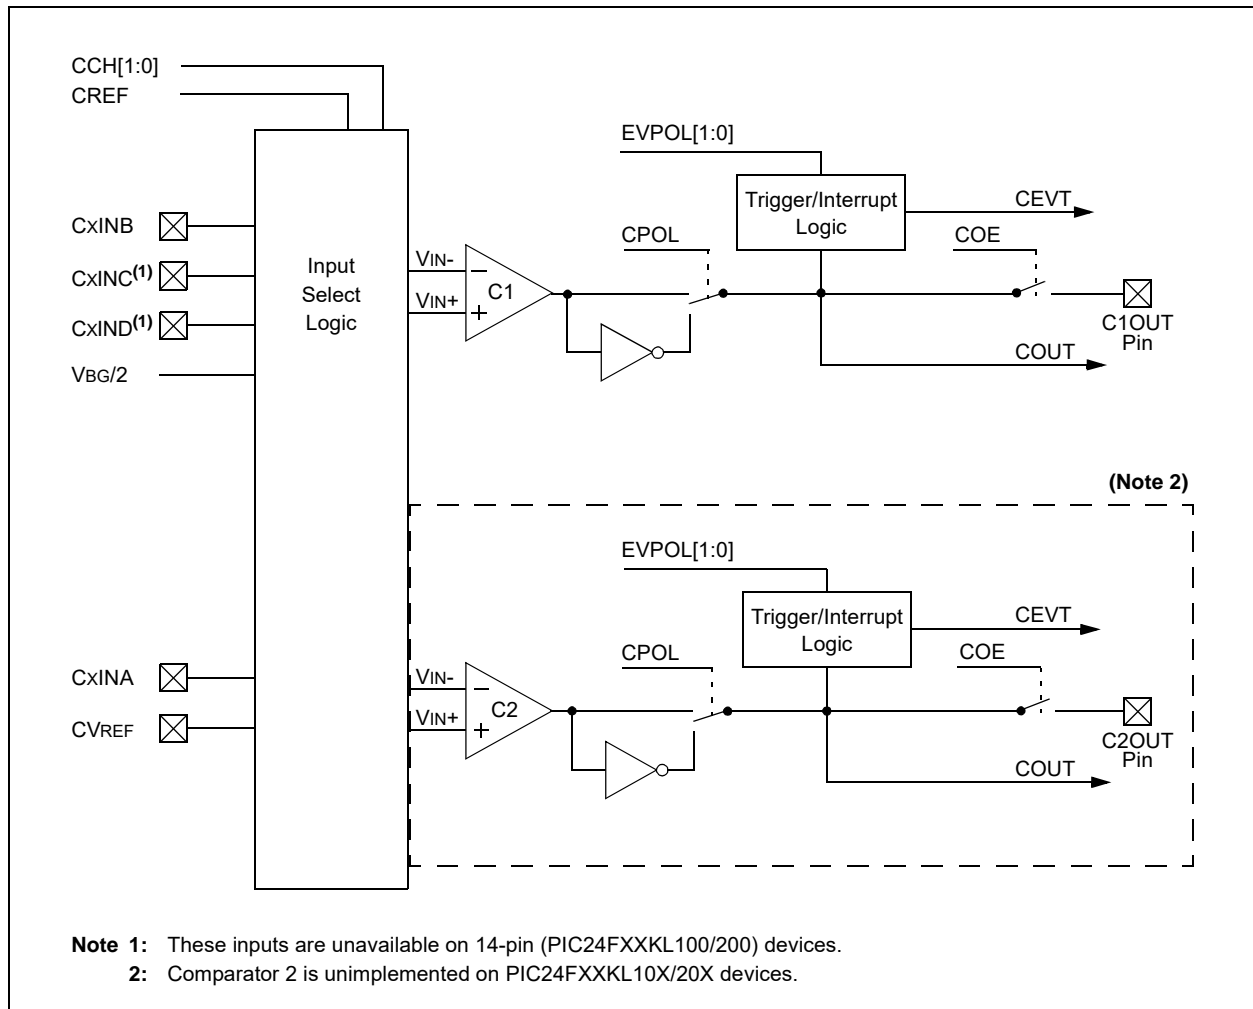 CCH[1:0]
CREF
EVPOL[1:0]
Trigger/Interrupt
Logic
CEVT
CPOL
COE
CxINB
CxINC(1)
CxIND(1)
VBG/2
Input
Select
Logic
VIN-
VIN+
C1
C1OUT
Pin
COUT
(Note 2)
EVPOL[1:0]
Trigger/Interrupt
Logic
CEVT
CPOL
COE
CxINA
CVREF
VIN-
VIN+
C2
C2OUT
Pin
COUT
Note 1: These inputs are unavailable on 14-pin (PIC24FXXKL100/200) devices.
2: Comparator 2 is unimplemented on PIC24FXXKL10X/20X devices.